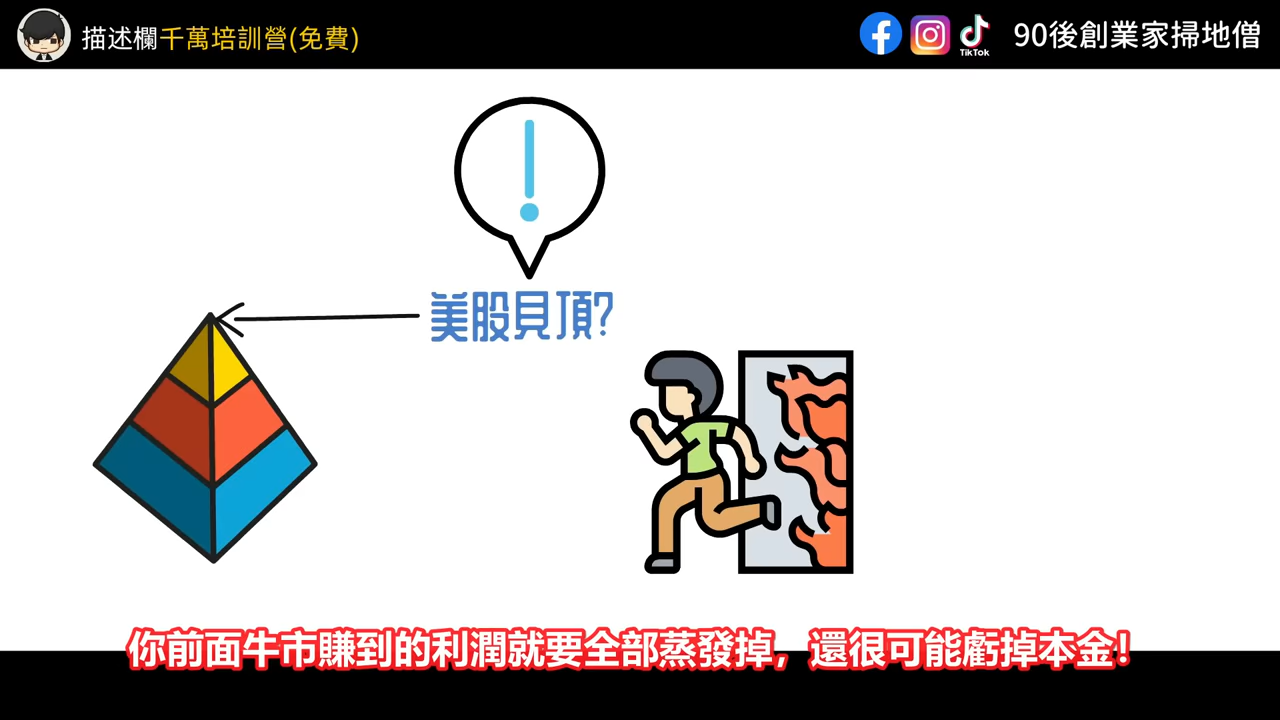 描述欄千萬培訓營(免費)
TikTok
90後創業家掃地僧
美股見頂?
你前面牛市賺到的利潤就要全部蒸發掉，還很可能虧掉本金！